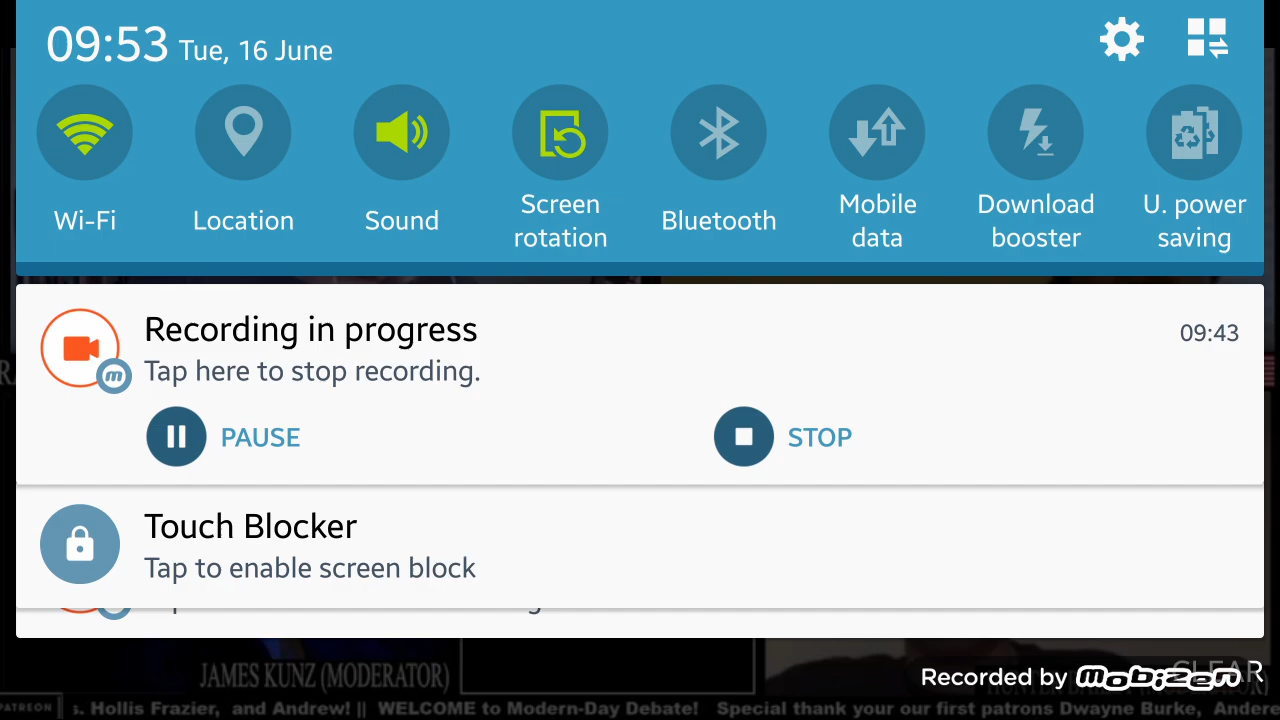 09:53 Tue, 16 June
Wi-Fi
Location
Sound
Screen rotation
Bluetooth
Mobile data
Download booster
U. power saving
Recording in progress
09:43
Tap here to stop recording.
PAUSE
STOP
Touch Blocker
Tap to enable screen block
JAMES KUNZ (MODERATOR)
CLEAR
Recorded by mobizen
PATREON
s. Hollis Frazier, and Andrew! || WELCOME to Modern-Day Debate! Special thank your our first patrons Dwayne Burke, Andere